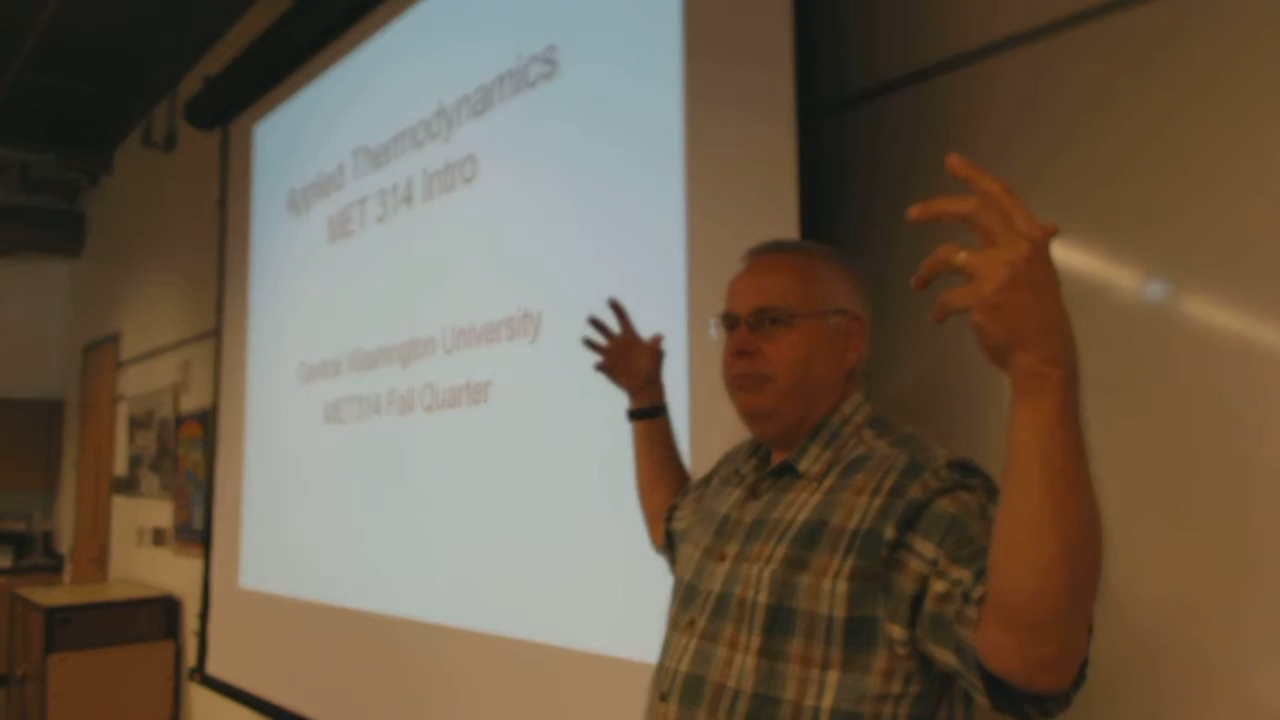 Applied Thermodynamics
MET 314 Intro
Central Washington University
MET314 Fall Quarter